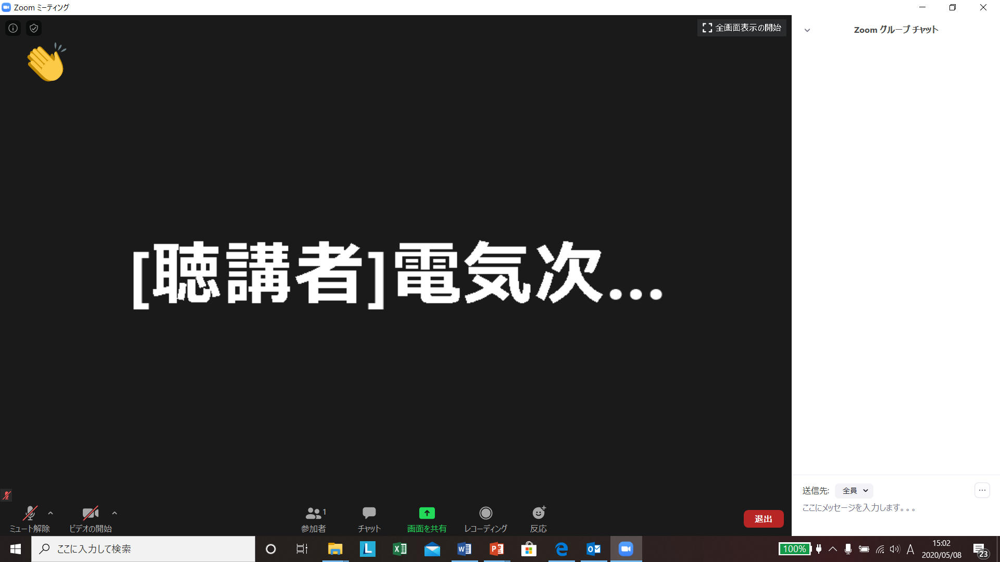 Zoom ミーティング
全画面表示の開始
Zoom グループ チャット
[聴講者]電気次...
送信先: 全員
ここにメッセージを入力します。。。
ミュート解除
ビデオの開始
1
参加者
チャット
画面を共有
レコーディング
反応
退出
ここに入力して検索
L
X
W
P
O
100%
A
15:02
2020/05/08
23